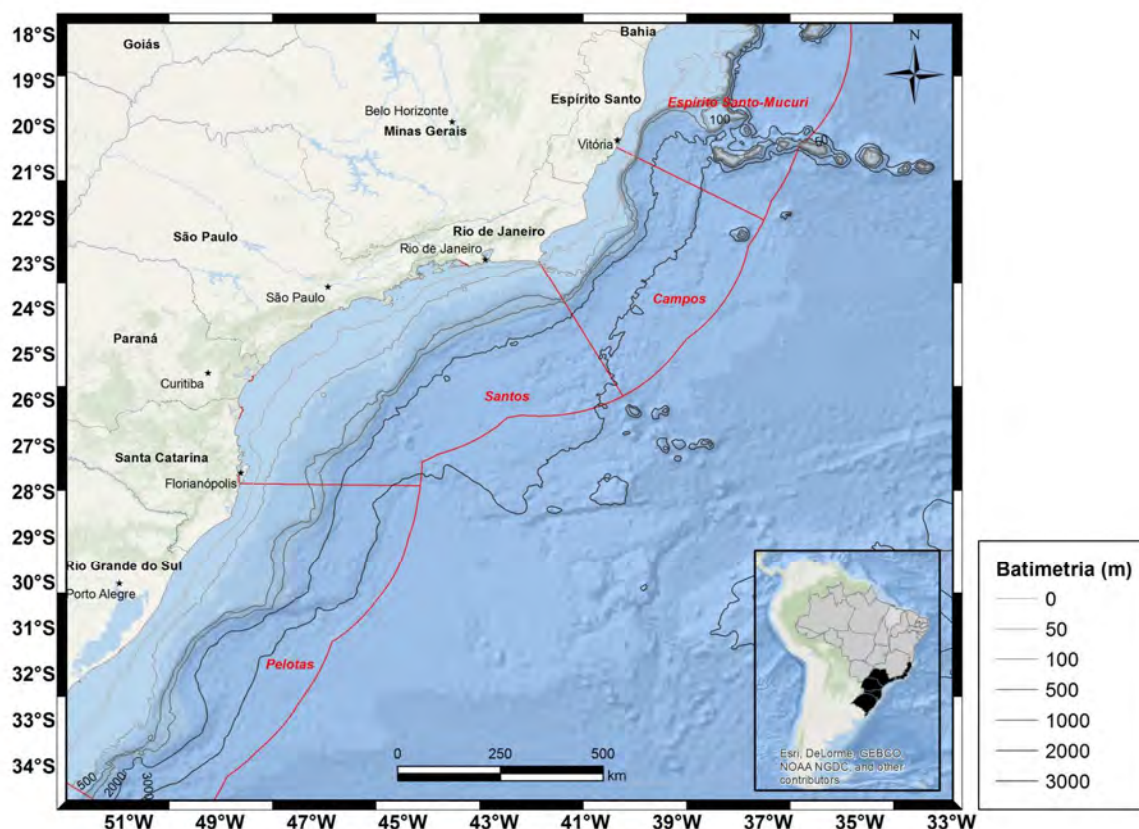 18°S
19°S
20°S
21°S
22°S
23°S
24°S
25°S
26°S
27°S
28°S
29°S
30°S
31°S
32°S
33°S
34°S
51°W
49°W
47°W
45°W
43°W
41°W
39°W
37°W
35°W
33°W
Goiás
Bahia
N
Espírito Santo
Espírito Santo-Mucuri
Belo Horizonte
Minas Gerais
100
Vitória
São Paulo
Rio de Janeiro
Rio de Janeiro
São Paulo
Campos
Paraná
Curitiba
Santos
Santa Catarina
Florianópolis
Rio Grande do Sul
Porto Alegre
Pelotas
500
2000
3000
0
250
500
km
Esri, DeLorme, GEBCO,
NOAA NGDC, and other
contributors
Batimetria (m)
0
50
100
500
1000
2000
3000